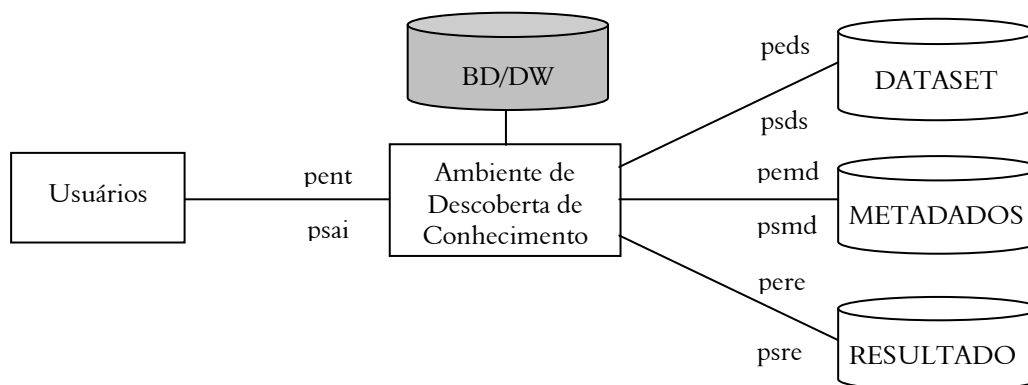 BD/DW
peds
DATASET
psds
Usuários
pent
psai
Ambiente de
Descoberta de
Conhecimento
pemd
psmd
METADADOS
pere
psre
RESULTADO